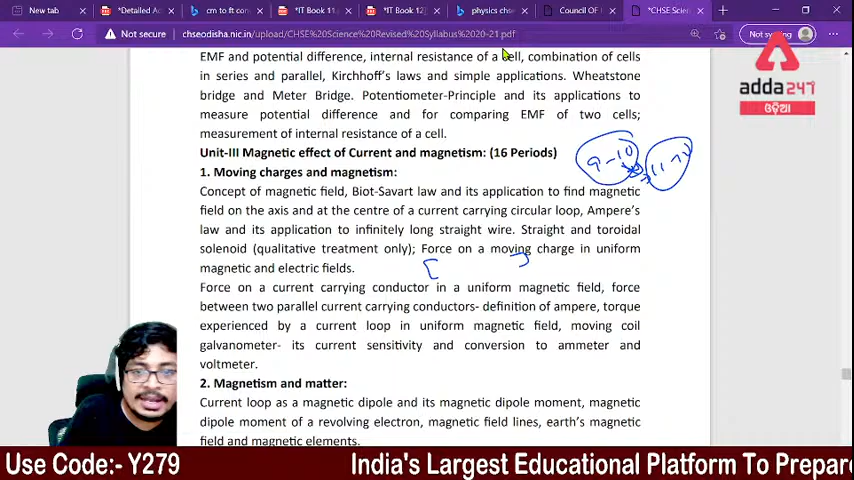 New tab
*Detailed Ad
cm to ft con
*IT Book 11.
*IT Book 12|
physics chse
Council OF
*CHSE Scien
Not secure
chseodisha.nic.in/upload/CHSE%20Science%20Revised%20Syllabus%202020-21.pdf
Not syncing
adda247
ଓଡ଼ିଆ
EMF and potential difference, internal resistance of a cell, combination of cells
in series and parallel, Kirchhoff's laws and simple applications. Wheatstone
bridge and Meter Bridge. Potentiometer-Principle and its applications to
measure potential difference and for comparing EMF of two cells;
measurement of internal resistance of a cell.
Unit-III Magnetic effect of Current and magnetism: (16 Periods)
9-10
11-12
1. Moving charges and magnetism:
Concept of magnetic field, Biot-Savart law and its application to find magnetic
field on the axis and at the centre of a current carrying circular loop, Ampere's
law and its application to infinitely long straight wire. Straight and toroidal
solenoid (qualitative treatment only); Force on a moving charge in uniform
magnetic and electric fields.
Force on a current carrying conductor in a uniform magnetic field, force
between two parallel current carrying conductors- definition of ampere, torque
experienced by a current loop in uniform magnetic field, moving coil
galvanometer- its current sensitivity and conversion to ammeter and
voltmeter.
2. Magnetism and matter:
Current loop as a magnetic dipole and its magnetic dipole moment, magnetic
dipole moment of a revolving electron, magnetic field lines, earth's magnetic
field and magnetic elements.
Use Code:- Y279
India's Largest Educational Platform To Prepare